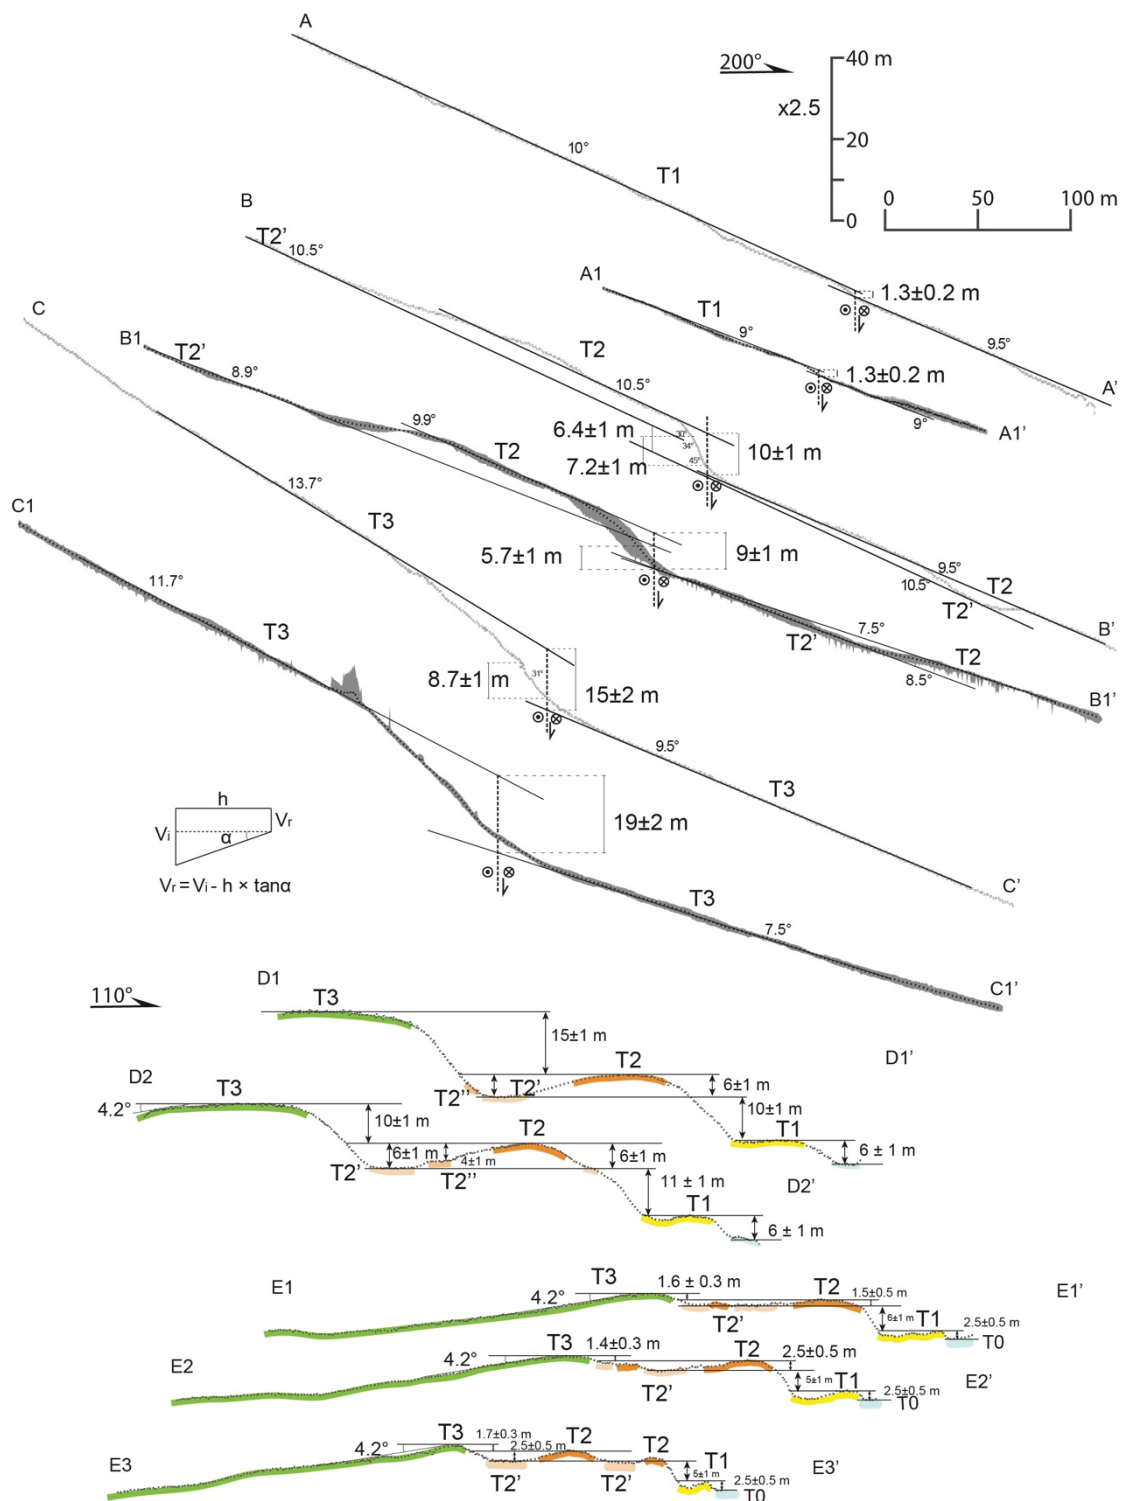 A
200°
40 m
x2.5
20
0
0 50 100 m
10°
T1
B
T2’
10.5°
A1
T1
9°
1.3±0.2 m
9.5°
A’
1.3±0.2 m
9°
A1’
C
B1
T2’
8.9°
T2
10.5°
9.9°
T2
6.4±1 m
30°
34°
45°
7.2±1 m
10±1 m
13.7°
T3
5.7±1 m
9±1 m
9.5°
10.5°
T2
T2’
B’
C1
11.7°
T3
T2’
7.5°
T2
8.5°
B1’
8.7±1 m
31°
15±2 m
9.5°
T3
19±2 m
C’
h
Vi
α
Vr
Vr = Vi - h × tanα
T3
7.5°
C1’
110°
D1
T3
15±1 m
T2
D1’
T2’’
T2’
6±1 m
10±1 m
T1
6 ± 1 m
D2
T3
4.2°
10±1 m
T2
6±1 m
4±1 m
6±1 m
T2’
T2’’
11 ± 1 m
D2’
T1
6 ± 1 m
E1
T3
4.2°
1.6 ± 0.3 m
T2
1.5±0.5 m
E1’
T2’
6±1 m
T1
2.5±0.5 m
T0
E2
T3
4.2°
1.4±0.3 m
T2
2.5±0.5 m
E2’
T2’
5±1 m
T1
2.5±0.5 m
T0
E3
T3
4.2°
1.7±0.3 m
2.5±0.5 m
T2
T2
T2’
T2’
5±1 m
T1
2.5±0.5 m
E3’
T0